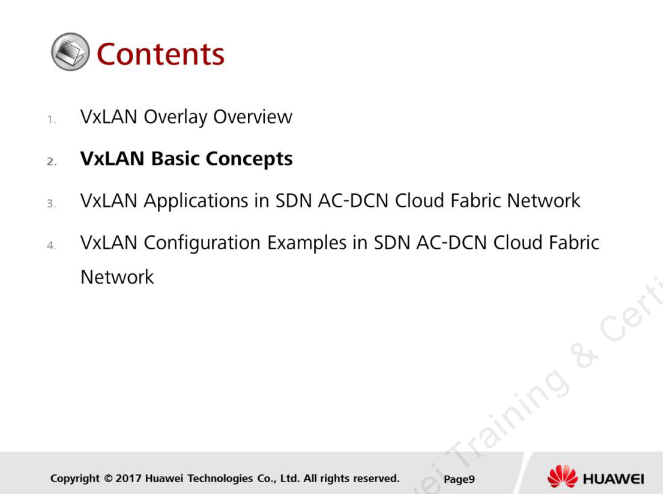 Contents
1. VxLAN Overlay Overview
2. VxLAN Basic Concepts
3. VxLAN Applications in SDN AC-DCN Cloud Fabric Network
4. VxLAN Configuration Examples in SDN AC-DCN Cloud Fabric
Network
Training &
Copyright © 2017 Huawei Technologies Co., Ltd. All rights reserved.
Page9
HUAWEI